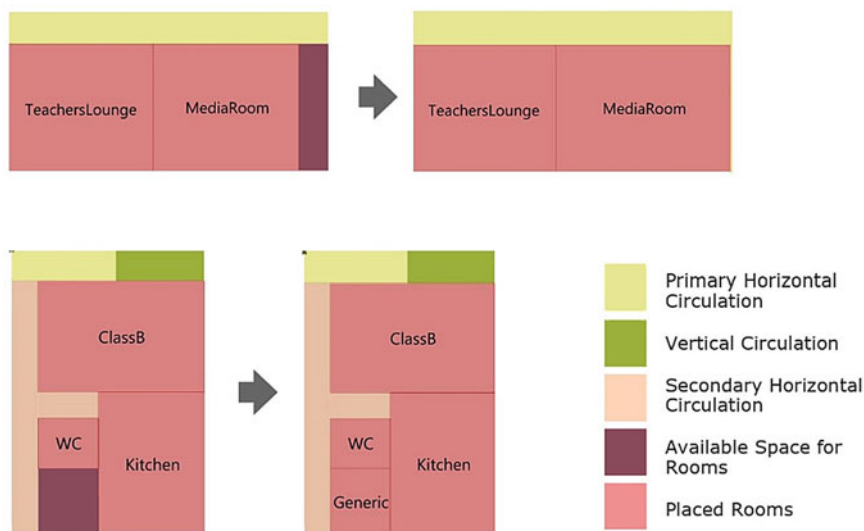 TeachersLounge
MediaRoom
TeachersLounge
MediaRoom
ClassB
WC
Kitchen
ClassB
WC
Kitchen
Generic
Primary Horizontal
Circulation
Vertical Circulation
Secondary Horizontal
Circulation
Available Space for
Rooms
Placed Rooms